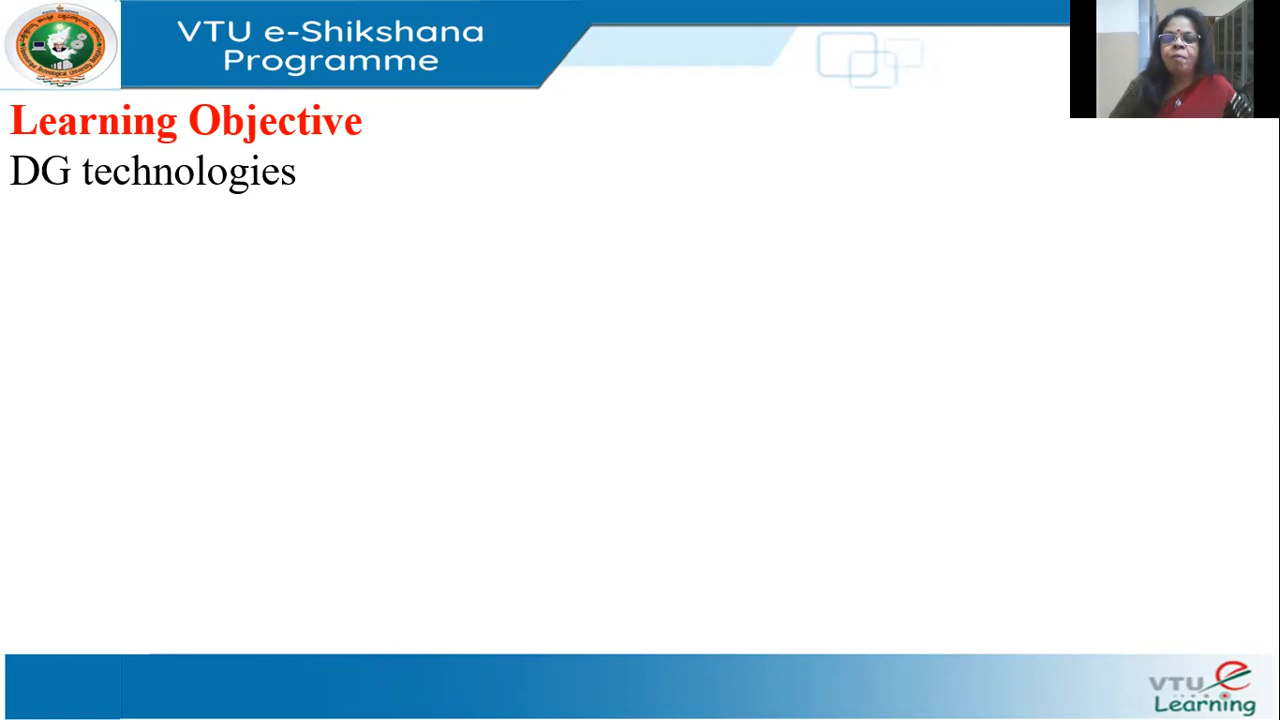 VTU e-Shikshana
Programme
Learning Objective
DG technologies
VTU e
Learning